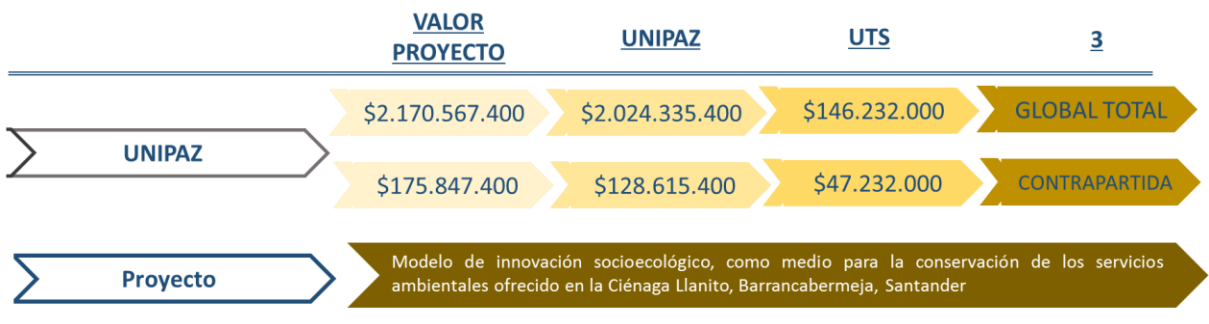 VALOR
PROYECTO
UNIPAZ
UTS
3
$2.170.567.400
$2.024.335.400
$146.232.000
GLOBAL TOTAL
UNIPAZ
$175.847.400
$128.615.400
$47.232.000
CONTRAPARTIDA
Proyecto
Modelo de innovación socioecológico, como medio para la conservación de los servicios
ambientales ofrecido en la Ciénaga Llanito, Barrancabermeja, Santander